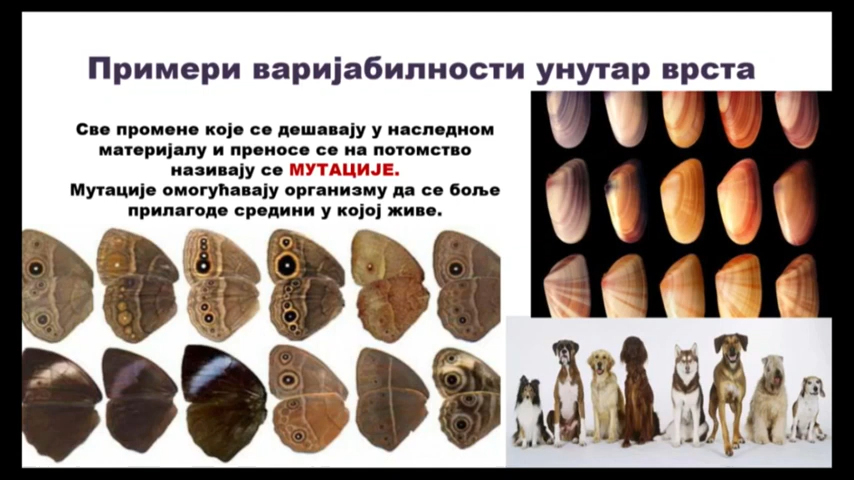 Примери варијабилности унутар врста
Све промене које се дешавају у наследном
материјалу и преносе се на потомство
називају се МУТАЦИЈЕ.
Мутације омогућавају организму да се боље
прилагоде средини у којој живе.